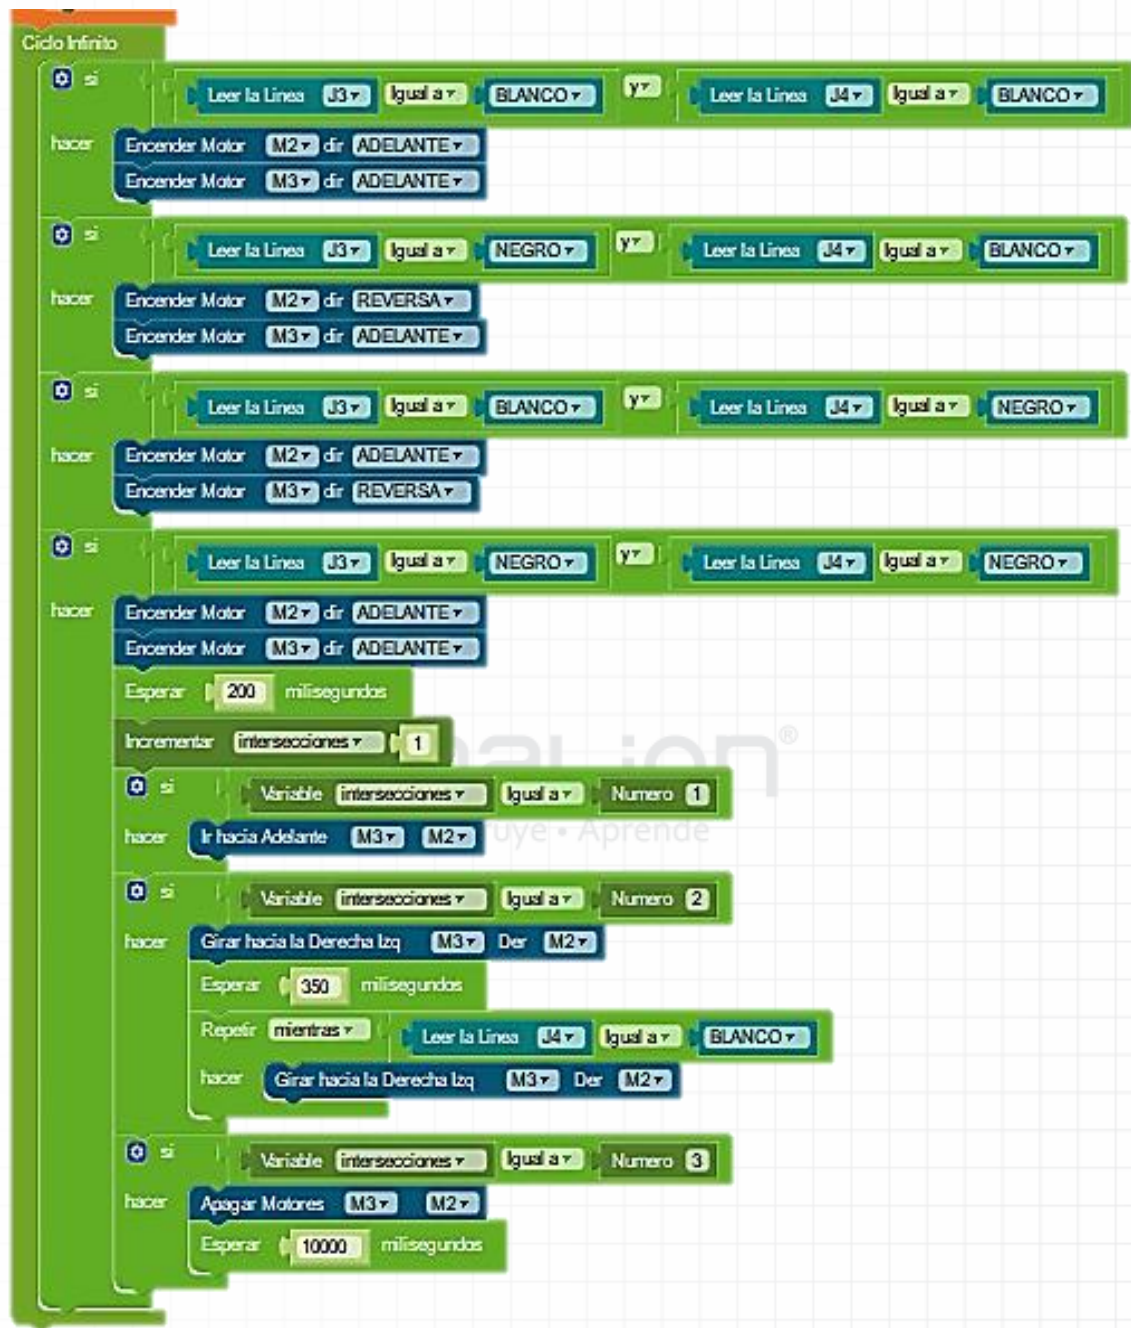 Ciclo Infinito
si Leer la Linea J3 Igual a BLANCO y Leer la Linea J4 Igual a BLANCO
hacer Encender Motor M2 dir ADELANTE
Encender Motor M3 dir ADELANTE
si Leer la Linea J3 Igual a NEGRO y Leer la Linea J4 Igual a BLANCO
hacer Encender Motor M2 dir REVERSA
Encender Motor M3 dir ADELANTE
si Leer la Linea J3 Igual a BLANCO y Leer la Linea J4 Igual a NEGRO
hacer Encender Motor M2 dir ADELANTE
Encender Motor M3 dir REVERSA
si Leer la Linea J3 Igual a NEGRO y Leer la Linea J4 Igual a NEGRO
hacer Encender Motor M2 dir ADELANTE
Encender Motor M3 dir ADELANTE
Esperar 200 milisegundos
Incrementar intersecciones 1
si Variable intersecciones Igual a Numero 1
hacer Ir hacia Adelante M3 M2
uye • Aprende
si Variable intersecciones Igual a Numero 2
hacer Girar hacia la Derecha Izq M3 Der M2
Esperar 350 milisegundos
Repetir mientras Leer la Linea J4 Igual a BLANCO
hacer Girar hacia la Derecha Izq M3 Der M2
si Variable intersecciones Igual a Numero 3
hacer Apagar Motores M3 M2
Esperar 10000 milisegundos